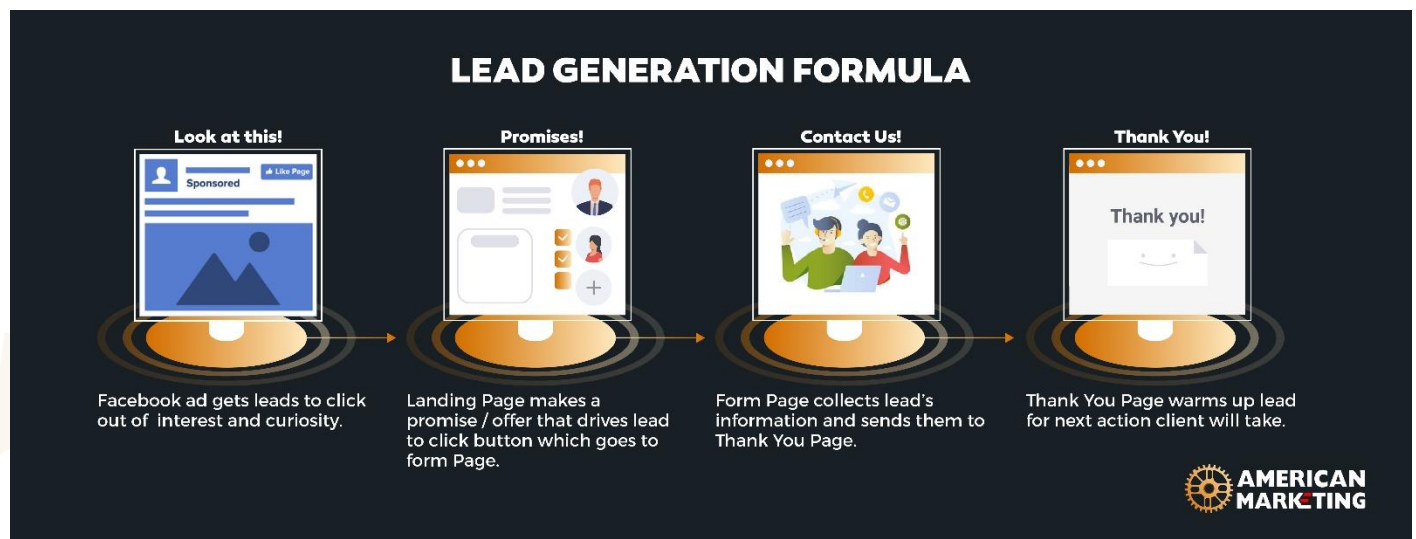 LEAD GENERATION FORMULA
Look at this!
Sponsored
Like Page
Facebook ad gets leads to click
out of interest and curiosity.
Promises!
Landing Page makes a
promise / offer that drives lead
to click button which goes to
form Page.
Contact Us!
Form Page collects lead's
information and sends them to
Thank You Page.
Thank You!
Thank you!
Thank You Page warms up lead
for next action client will take.
AMERICAN
MARKETING